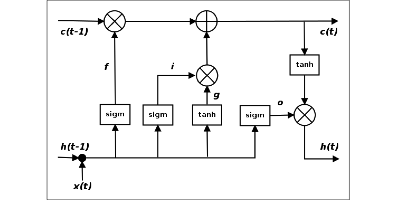 c(t-1)
c(t)
f
i
tanh
g
sigm
sigm
tanh
sigm
o
h(t-1)
h(t)
x(t)